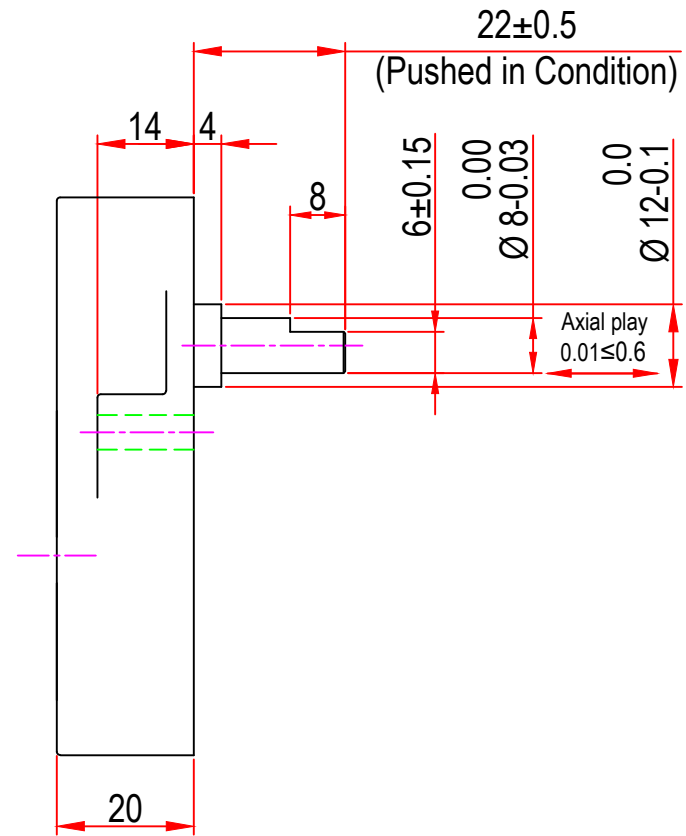 22±0.5
(Pushed in Condition)
14
4
8
6±0.15
0.00
Ø 8-0.03
0.0
Ø 12-0.1
Axial play
0.01≤0.6
20